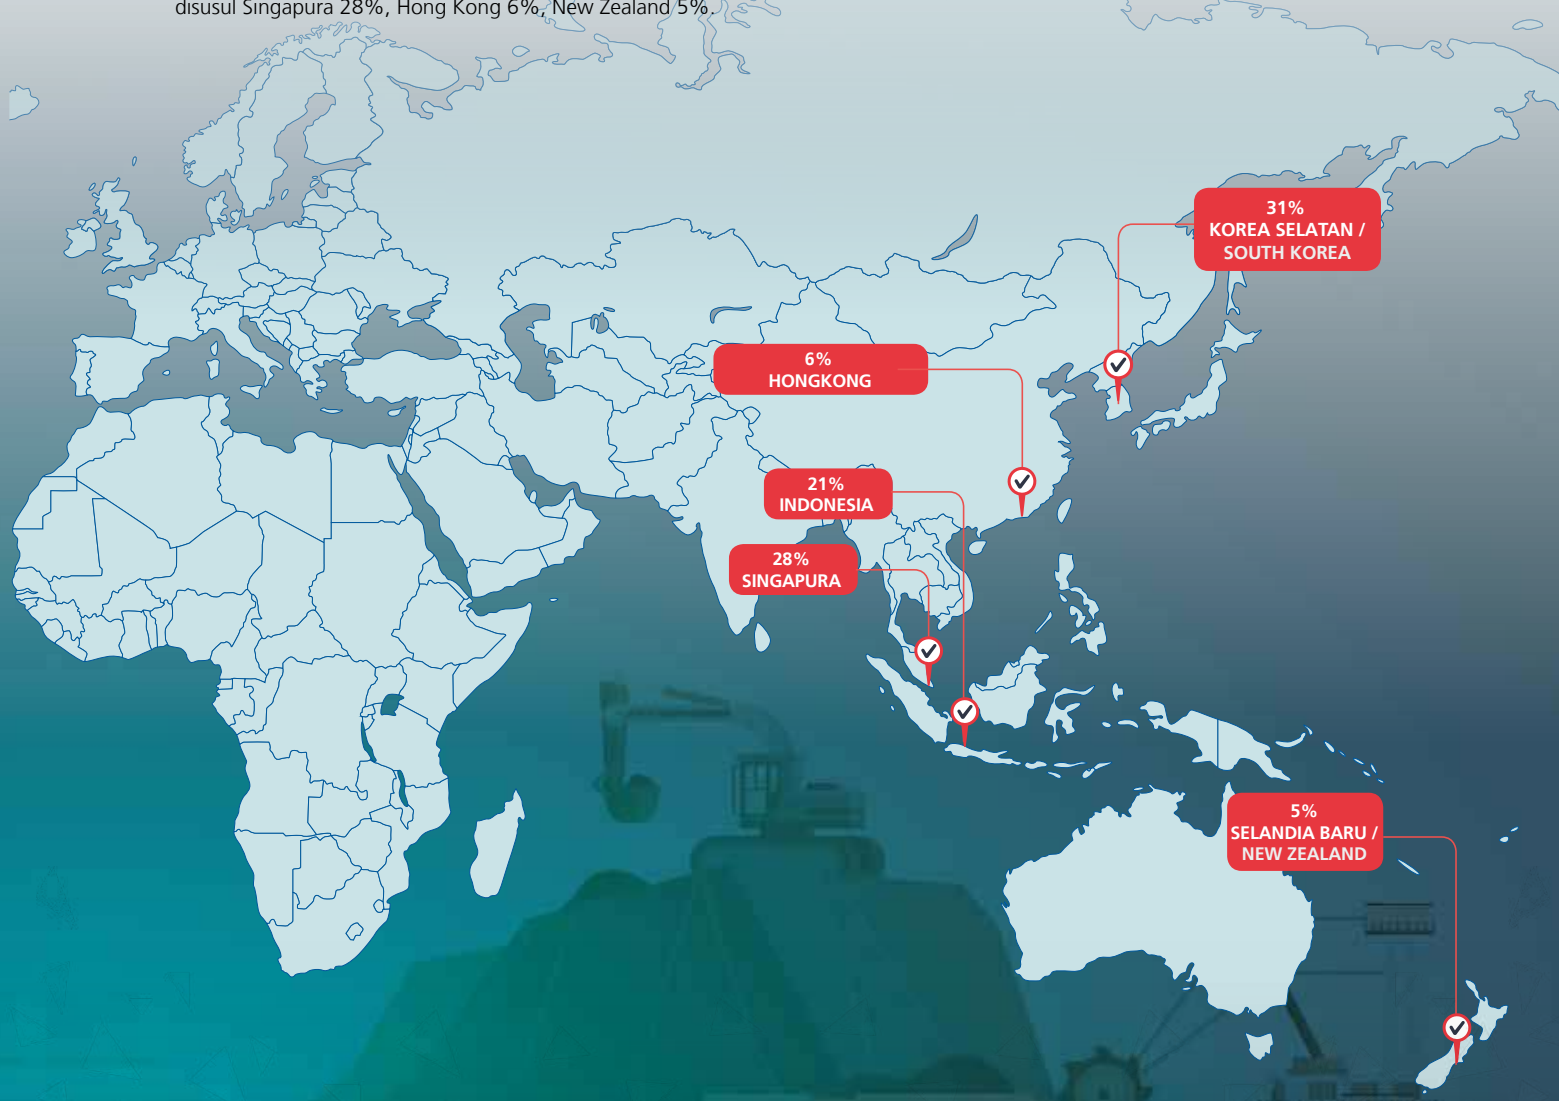 disusul Singapura 28%, Hong Kong 6%, New Zealand 5%.
31%
KOREA SELATAN /
SOUTH KOREA
6%
HONGKONG
21%
INDONESIA
28%
SINGAPURA
5%
SELANDIA BARU /
NEW ZEALAND